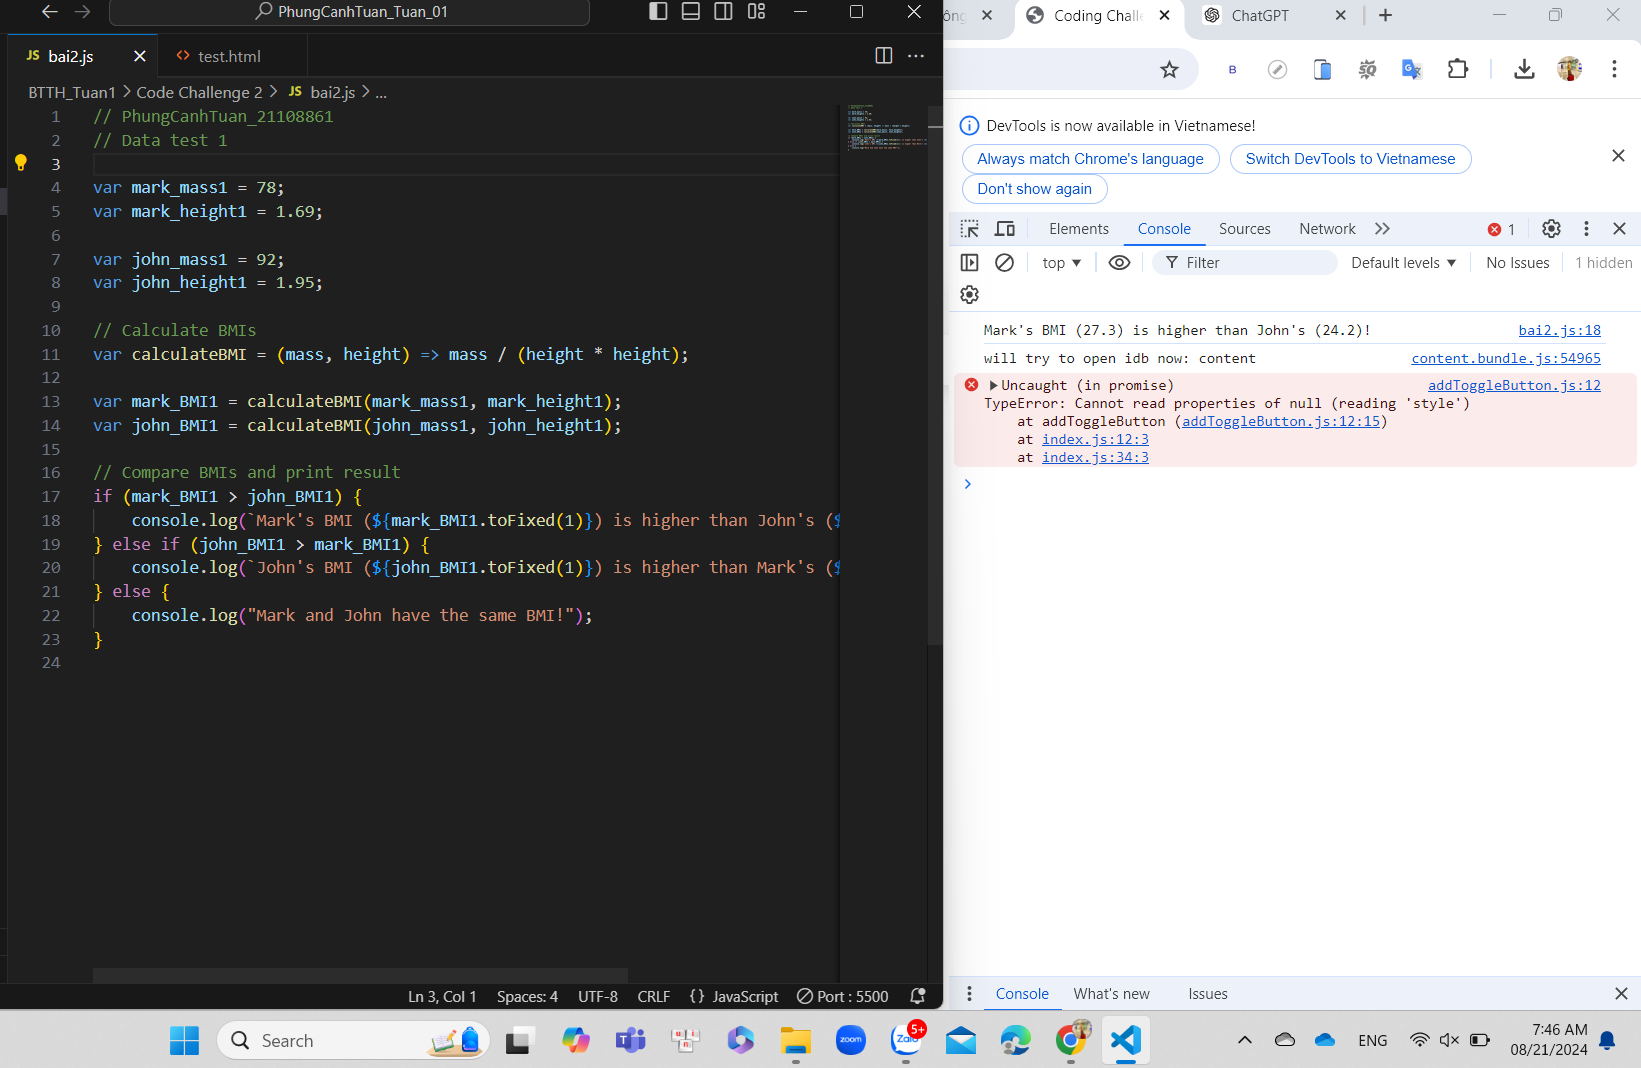 PhungCanhTuan_Tuan_01
JS bai2.js
<> test.html
BTTH_Tuan1 > Code Challenge 2 > JS bai2.js > ...
1 // PhungCanhTuan_21108861
2 // Data test 1
3
4 var mark_mass1 = 78;
5 var mark_height1 = 1.69;
6
7 var john_mass1 = 92;
8 var john_height1 = 1.95;
9
10 // Calculate BMIs
11 var calculateBMI = (mass, height) => mass / (height * height);
12
13 var mark_BMI1 = calculateBMI(mark_mass1, mark_height1);
14 var john_BMI1 = calculateBMI(john_mass1, john_height1);
15
16 // Compare BMIs and print result
17 if (mark_BMI1 > john_BMI1) {
18 console.log(`Mark's BMI (${mark_BMI1.toFixed(1)}) is higher than John's ($
19 } else if (john_BMI1 > mark_BMI1) {
20 console.log(`John's BMI (${john_BMI1.toFixed(1)}) is higher than Mark's ($
21 } else {
22 console.log("Mark and John have the same BMI!");
23 }
24
Ln 3, Col 1 Spaces: 4 UTF-8 CRLF {} JavaScript Port : 5500
Coding Chall
ChatGPT
B
DevTools is now available in Vietnamese!
Always match Chrome's language
Switch DevTools to Vietnamese
Don't show again
Elements Console Sources Network 1
top Filter Default levels No Issues 1 hidden
Mark's BMI (27.3) is higher than John's (24.2)! bai2.js:18
will try to open idb now: content content.bundle.js:54965
Uncaught (in promise) addToggleButton.js:12
TypeError: Cannot read properties of null (reading 'style')
at addToggleButton (addToggleButton.js:12:15)
at index.js:12:3
at index.js:34:3
Console What's new Issues
Search
zoom
Zalo
5+
ENG
7:46 AM
08/21/2024